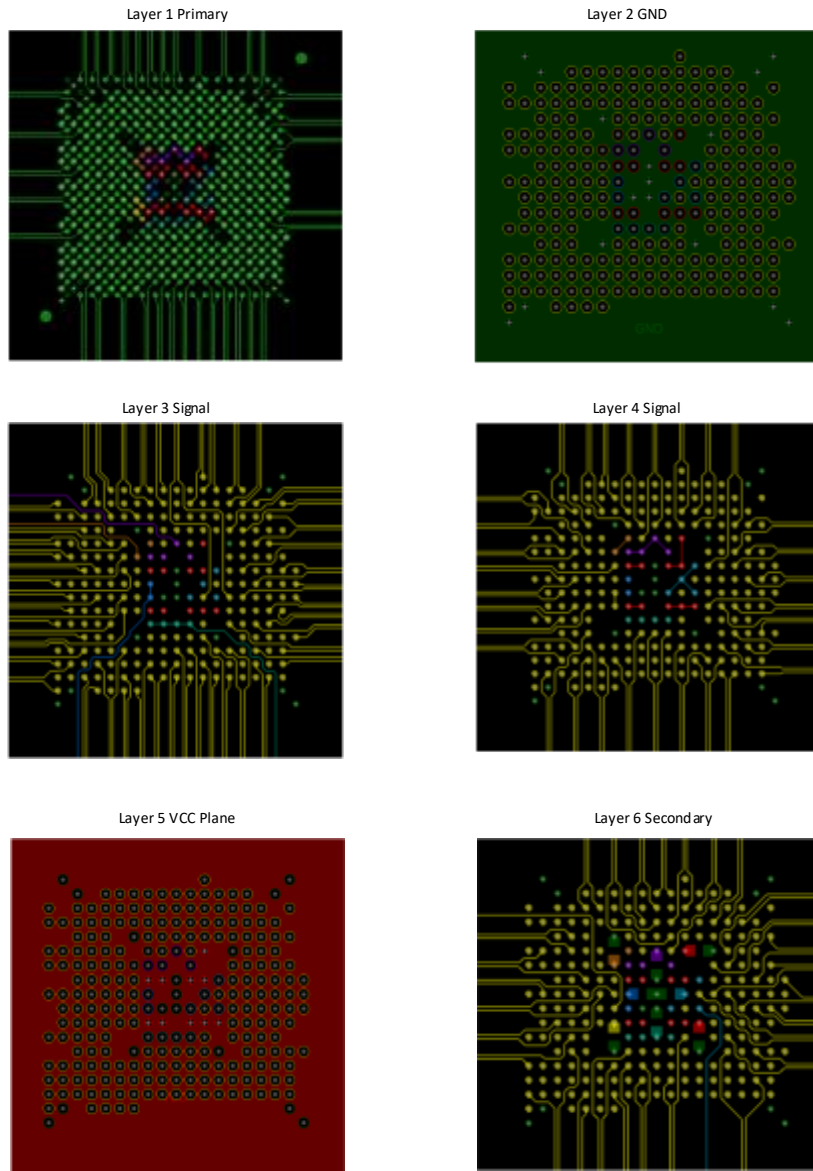 Layer 1 Primary
Layer 2 GND
GND
Layer 3 Signal
Layer 4 Signal
Layer 5 VCC Plane
Layer 6 Secondary